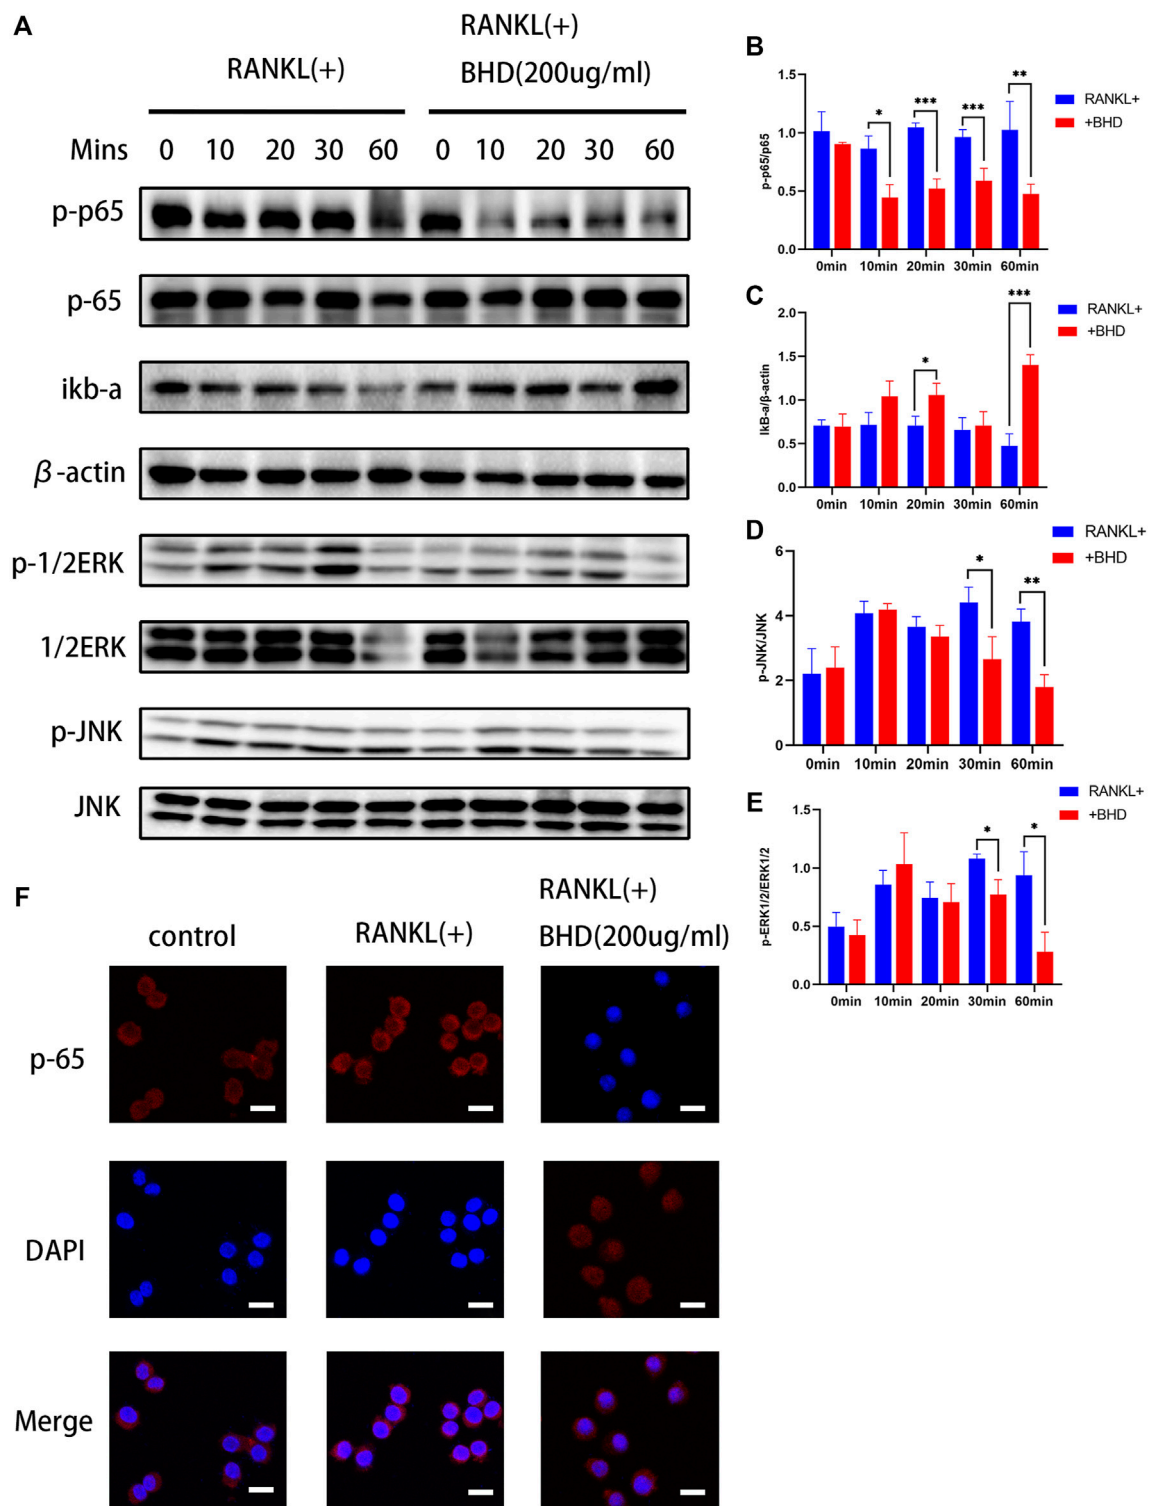 A
RANKL(+)
RANKL(+)
BHD(200ug/ml)
Mins 0 10 20 30 60 0 10 20 30 60
p-p65
p-65
ikb-a
β-actin
p-1/2ERK
1/2ERK
p-JNK
JNK
B
p-p65/p65
1.5
1.0
0.5
0.0
* *** *** **
0min 10min 20min 30min 60min
RANKL+
+BHD
C
IkB-a/β-actin
2.0
1.5
1.0
0.5
0.0
* ***
0min 10min 20min 30min 60min
RANKL+
+BHD
D
p-JNK/JNK
6
4
2
0
* **
0min 10min 20min 30min 60min
RANKL+
+BHD
E
p-ERK1/2/ERK1/2
1.5
1.0
0.5
0.0
* *
0min 10min 20min 30min 60min
RANKL+
+BHD
F
control
RANKL(+)
RANKL(+)
BHD(200ug/ml)
p-65
DAPI
Merge